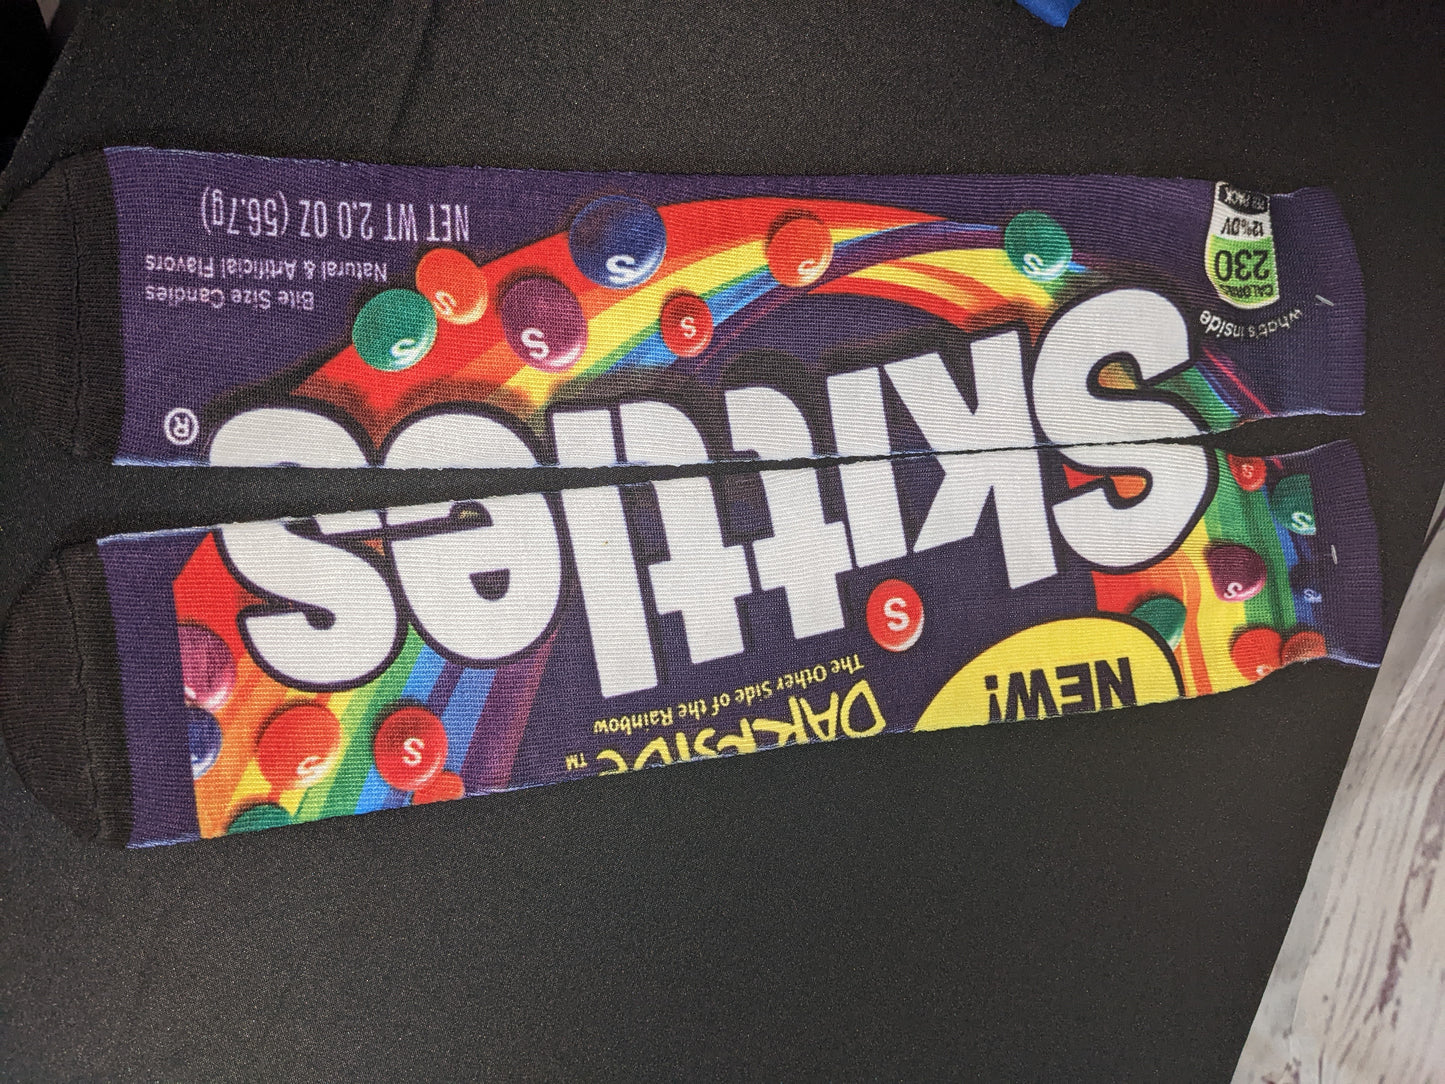 NEW!
DARKSIDE™
The Other Side of the Rainbow
Skittles®
what's inside
CALORIES
230
12%DV
PER PACK
Bite Size Candies
Natural & Artificial Flavors
NET WT 2.0 OZ (56.7g)